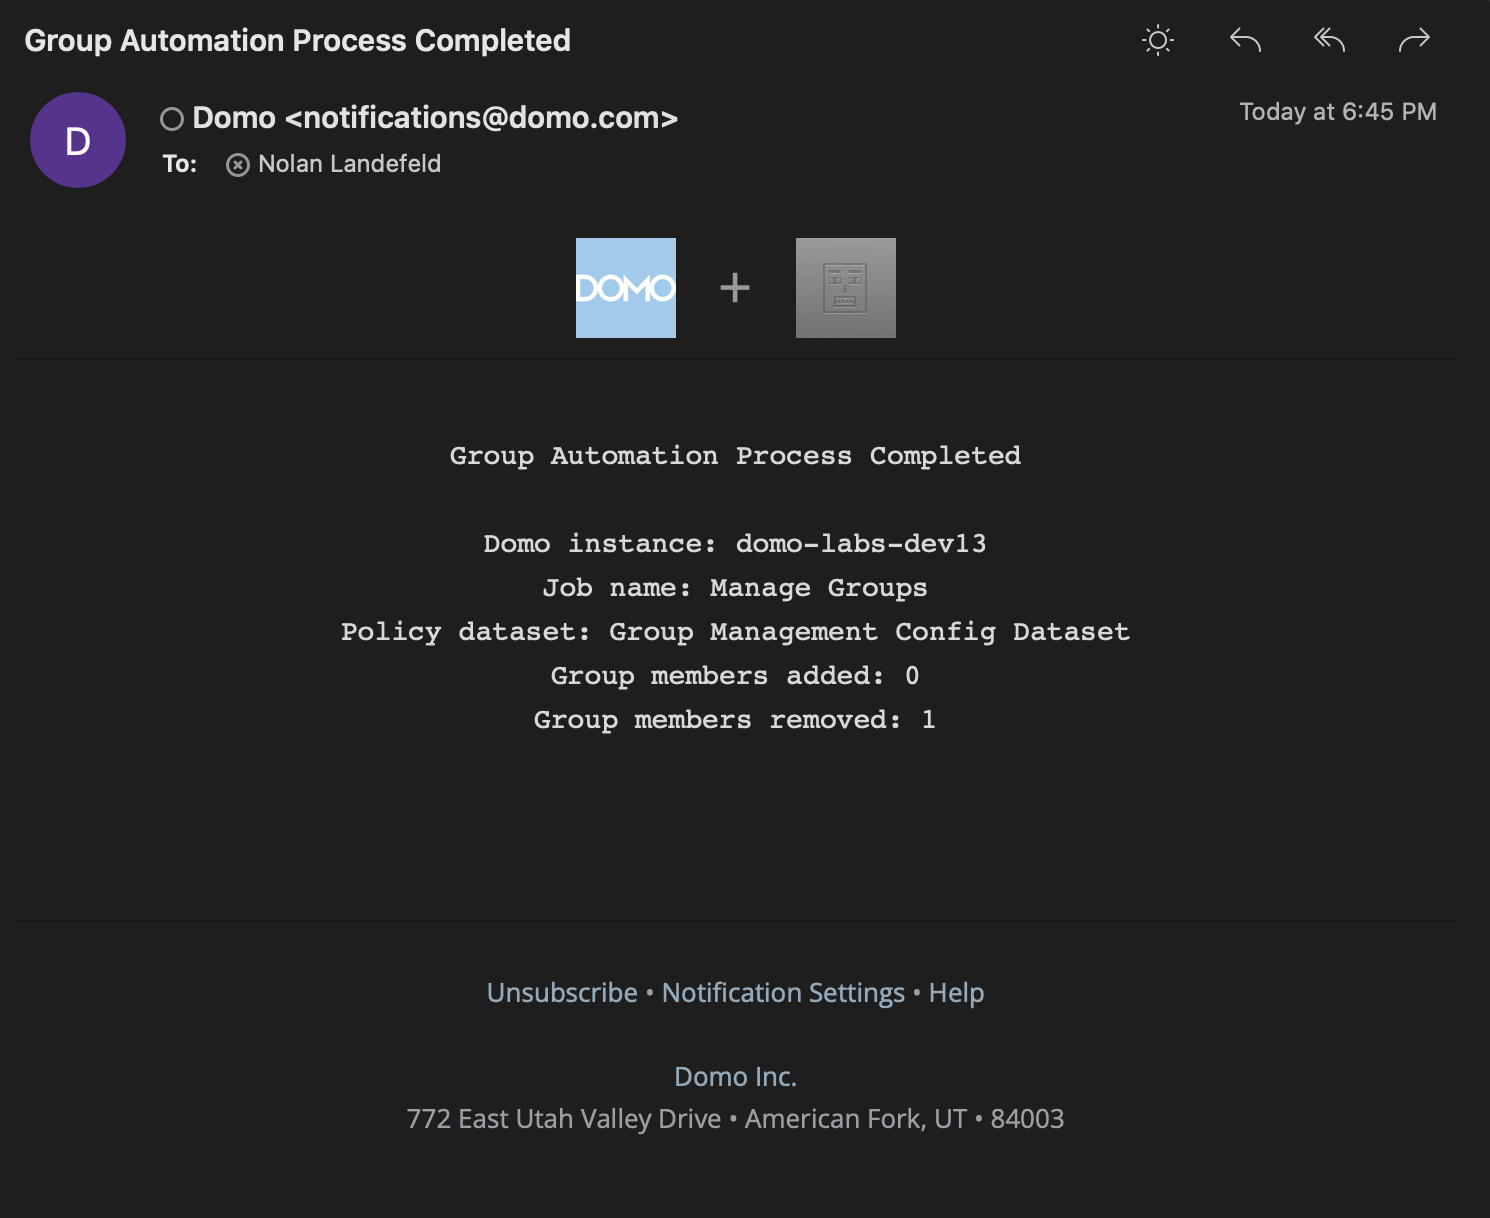 Group Automation Process Completed
D
Domo <notifications@domo.com>
Today at 6:45 PM
To: Nolan Landefeld
DOMO
+
Group Automation Process Completed
Domo instance: domo-labs-dev13
Job name: Manage Groups
Policy dataset: Group Management Config Dataset
Group members added: 0
Group members removed: 1
Unsubscribe • Notification Settings • Help
Domo Inc.
772 East Utah Valley Drive • American Fork, UT • 84003